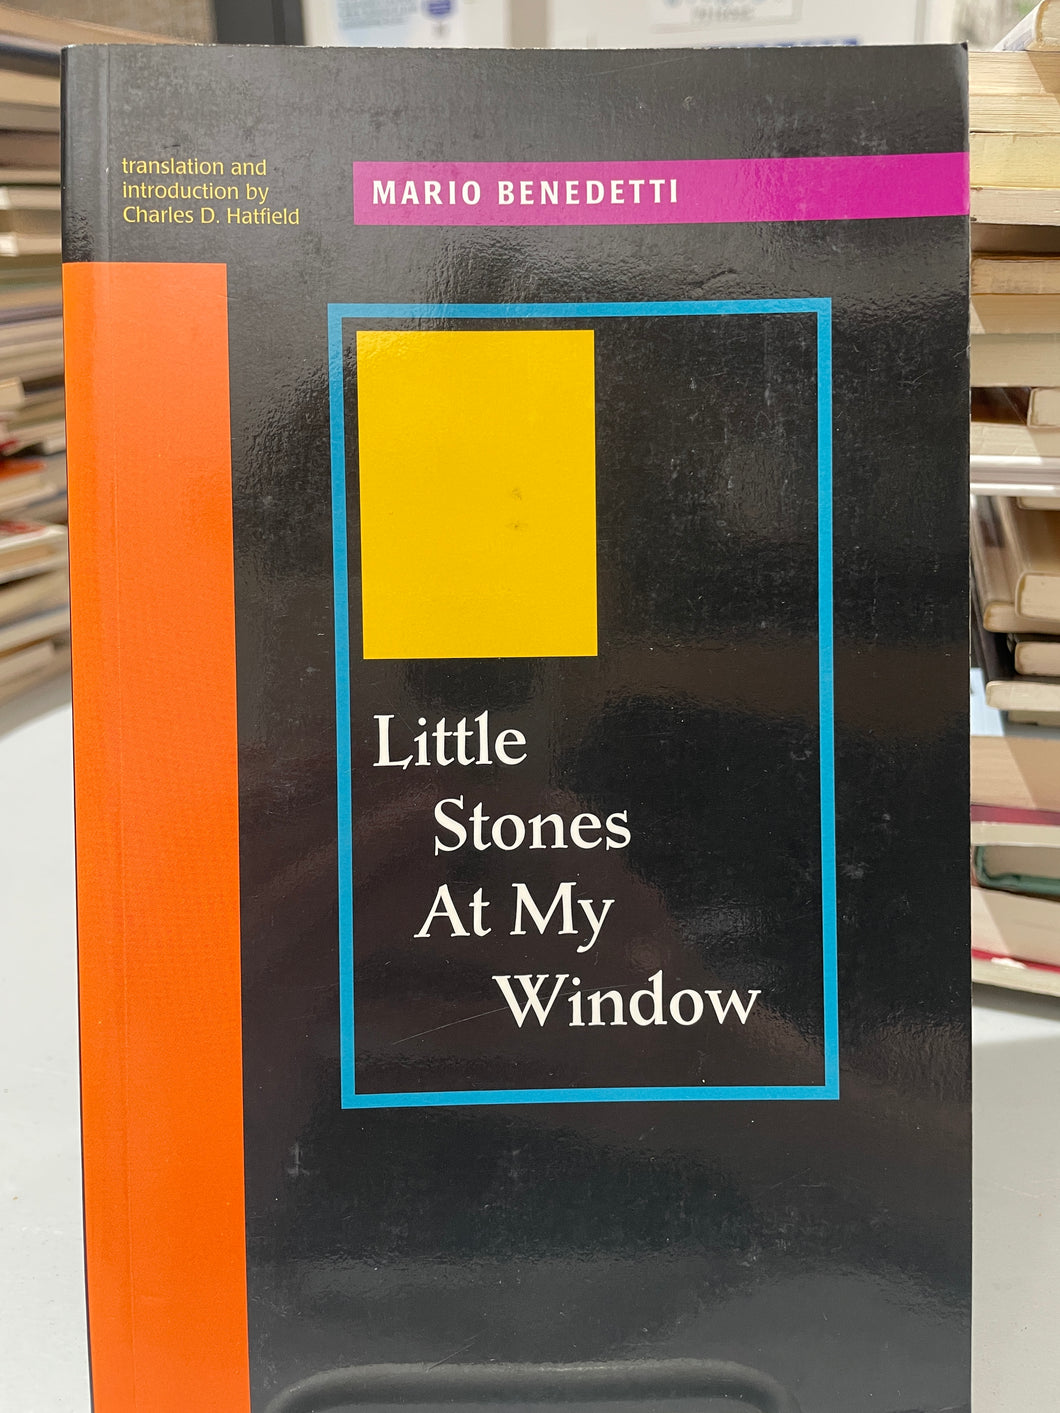 translation and
introduction by
Charles D. Hatfield
MARIO BENEDETTI
Little
Stones
At My
Window